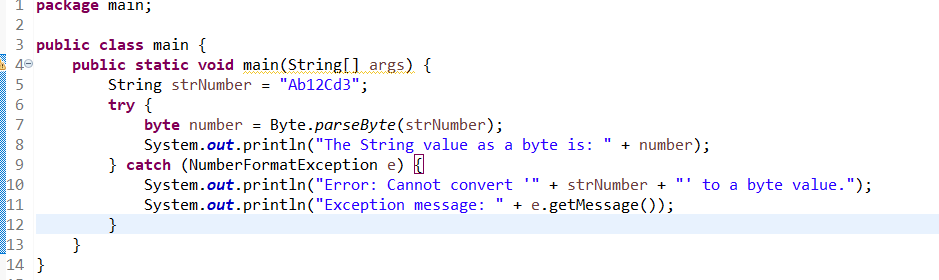 1 package main;
2
3 public class main {
4 public static void main(String[] args) {
5 String strNumber = "Ab12Cd3";
6 try {
7 byte number = Byte.parseByte(strNumber);
8 System.out.println("The String value as a byte is: " + number);
9 } catch (NumberFormatException e) {
10 System.out.println("Error: Cannot convert '" + strNumber + "' to a byte value.");
11 System.out.println("Exception message: " + e.getMessage());
12 }
13 }
14 }